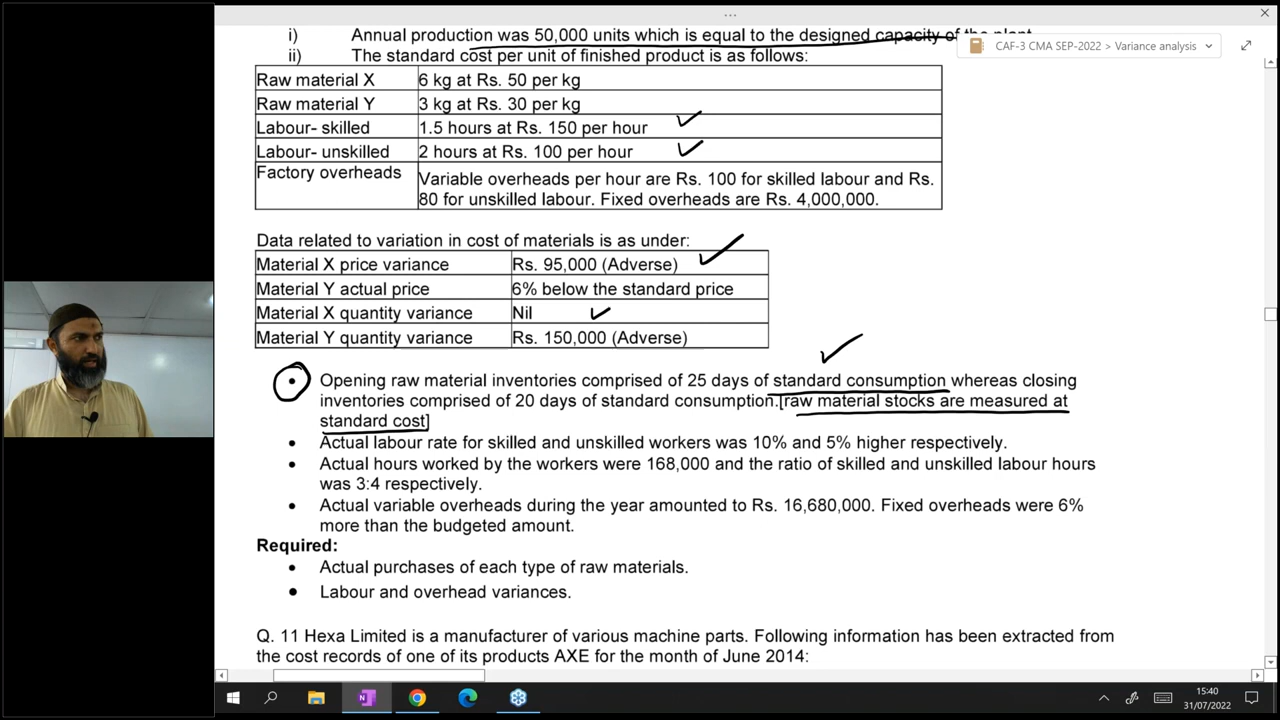 ...
CAF-3 CMA SEP-2022 > Variance analysis
i) Annual production was 50,000 units which is equal to the designed capacity of the plant
ii) The standard cost per unit of finished product is as follows:
Raw material X 6 kg at Rs. 50 per kg
Raw material Y 3 kg at Rs. 30 per kg
Labour- skilled 1.5 hours at Rs. 150 per hour
Labour- unskilled 2 hours at Rs. 100 per hour
Factory overheads Variable overheads per hour are Rs. 100 for skilled labour and Rs.
80 for unskilled labour. Fixed overheads are Rs. 4,000,000.
Data related to variation in cost of materials is as under:
Material X price variance Rs. 95,000 (Adverse)
Material Y actual price 6% below the standard price
Material X quantity variance Nil
Material Y quantity variance Rs. 150,000 (Adverse)
• Opening raw material inventories comprised of 25 days of standard consumption whereas closing
inventories comprised of 20 days of standard consumption.[raw material stocks are measured at
standard cost]
• Actual labour rate for skilled and unskilled workers was 10% and 5% higher respectively.
• Actual hours worked by the workers were 168,000 and the ratio of skilled and unskilled labour hours
was 3:4 respectively.
• Actual variable overheads during the year amounted to Rs. 16,680,000. Fixed overheads were 6%
more than the budgeted amount.
Required:
• Actual purchases of each type of raw materials.
• Labour and overhead variances.
Q. 11 Hexa Limited is a manufacturer of various machine parts. Following information has been extracted from
the cost records of one of its products AXE for the month of June 2014:
15:40
31/07/2022